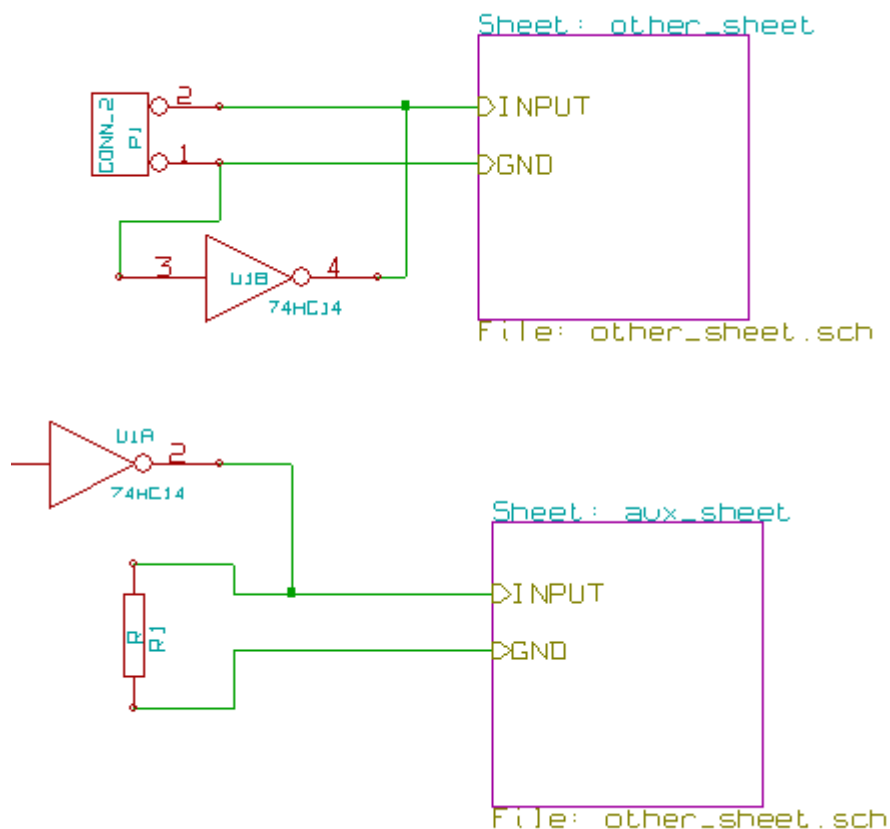 Sheet: other_sheet
CONN_2
P1
2
INPUT
1
GND
3
U1B
4
74HC14
File: other_sheet.sch
U1A
2
74HC14
Sheet: aux_sheet
R
R1
INPUT
GND
File: other_sheet.sch